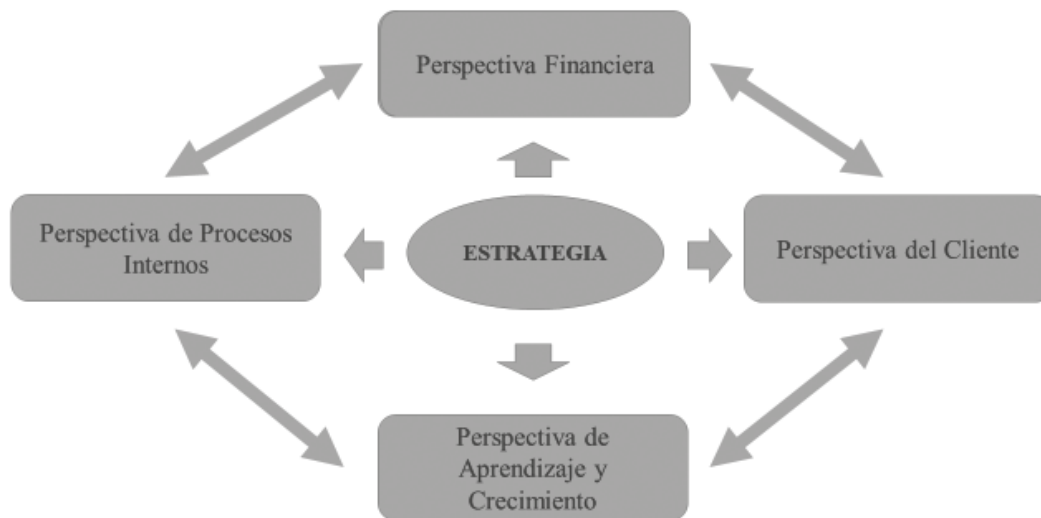 Perspectiva Financiera
Perspectiva de Procesos
Internos
ESTRATEGIA
Perspectiva del Cliente
Perspectiva de
Aprendizaje y
Crecimiento